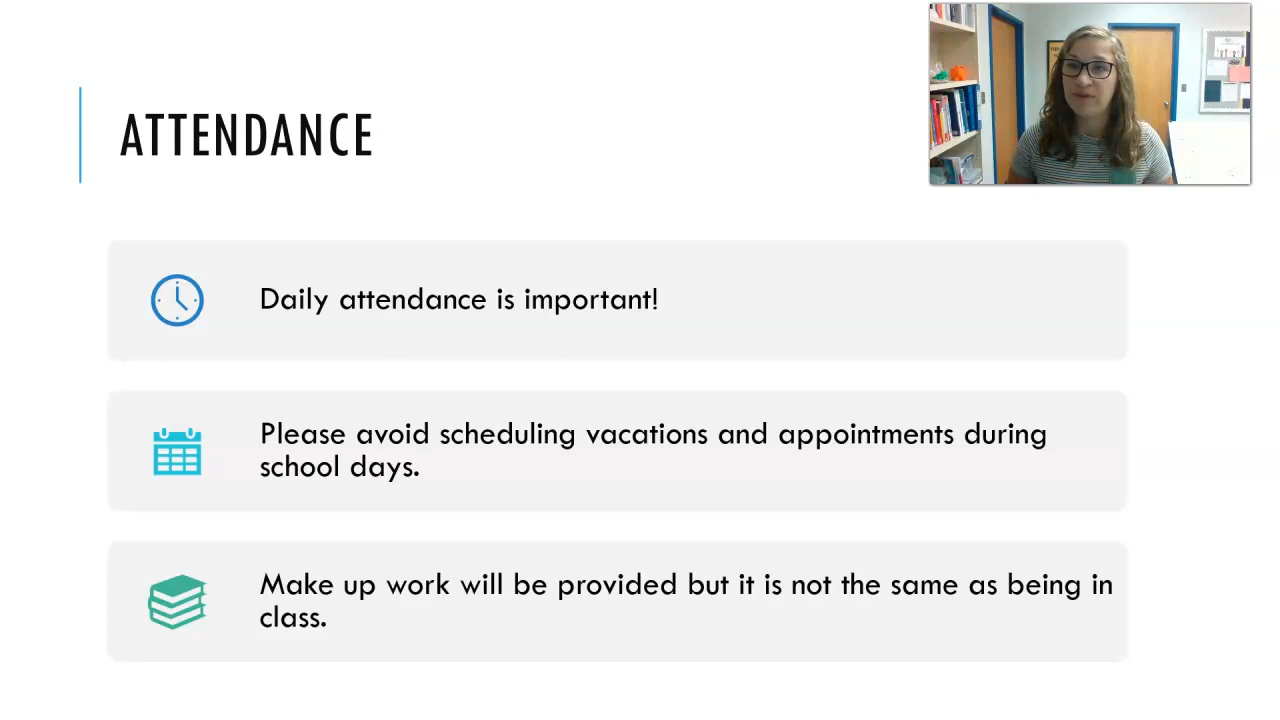 ATTENDANCE
Daily attendance is important!
Please avoid scheduling vacations and appointments during
school days.
Make up work will be provided but it is not the same as being in
class.